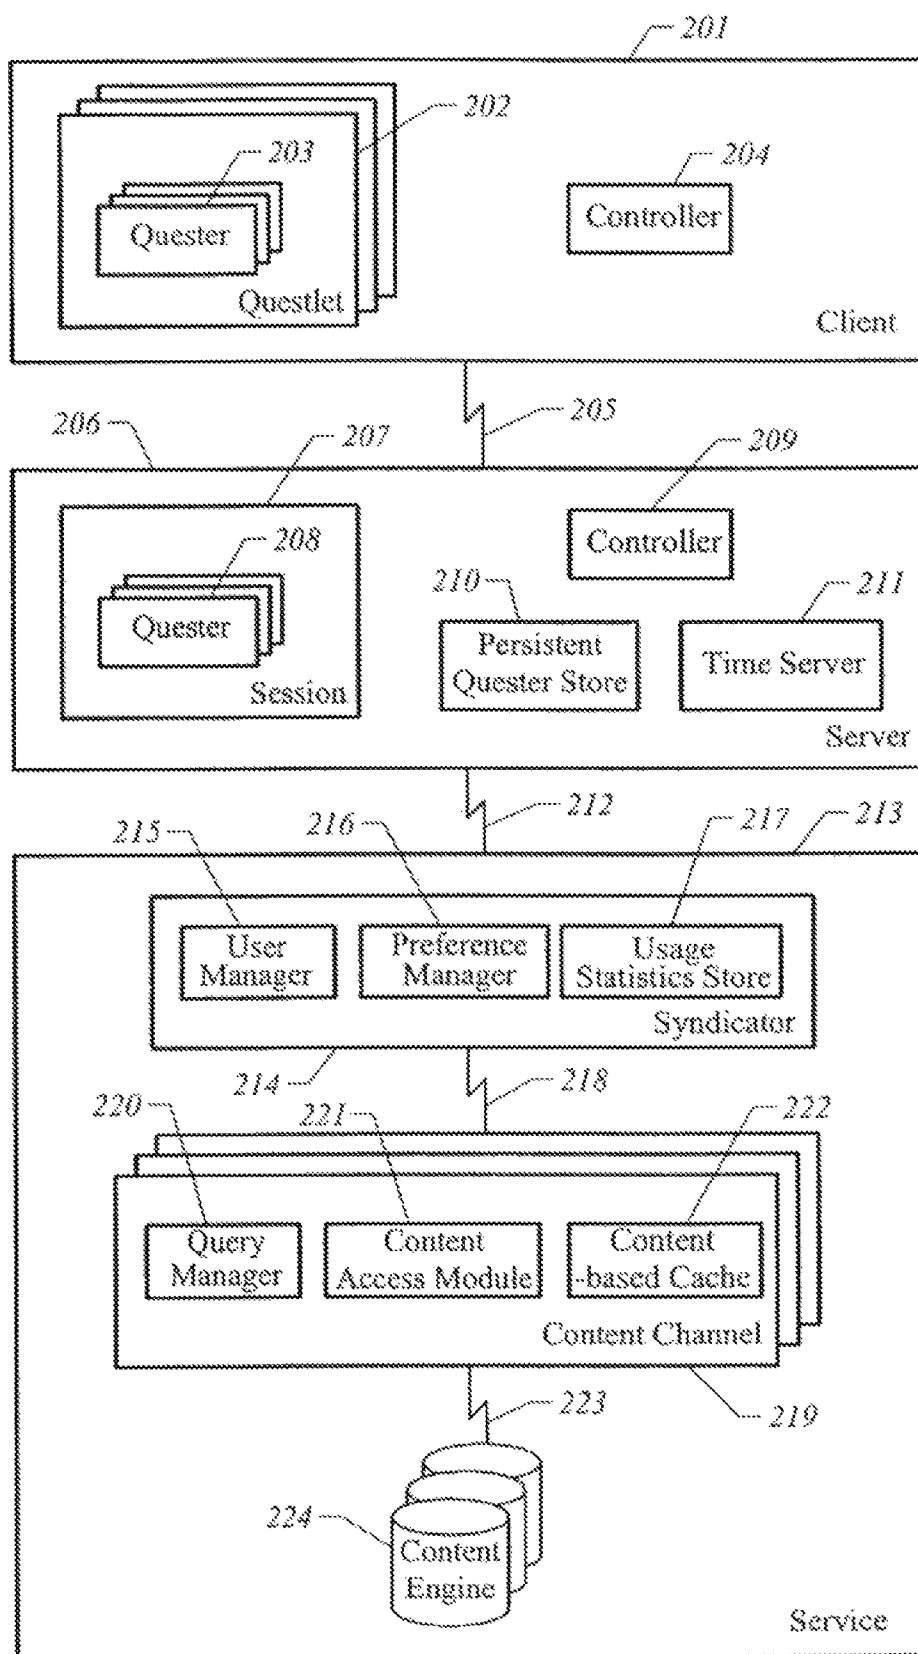 201
202
203
204
Quester
Controller
Questlet
Client
205
206
207
209
208
Controller
210
211
Quester
Persistent
Quester Store
Time Server
Session
Server
212
213
215
216
217
User
Manager
Preference
Manager
Usage
Statistics Store
Syndicator
214
218
220
221
222
Query
Manager
Content
Access Module
Content
-based Cache
Content Channel
219
223
224
Content
Engine
Service